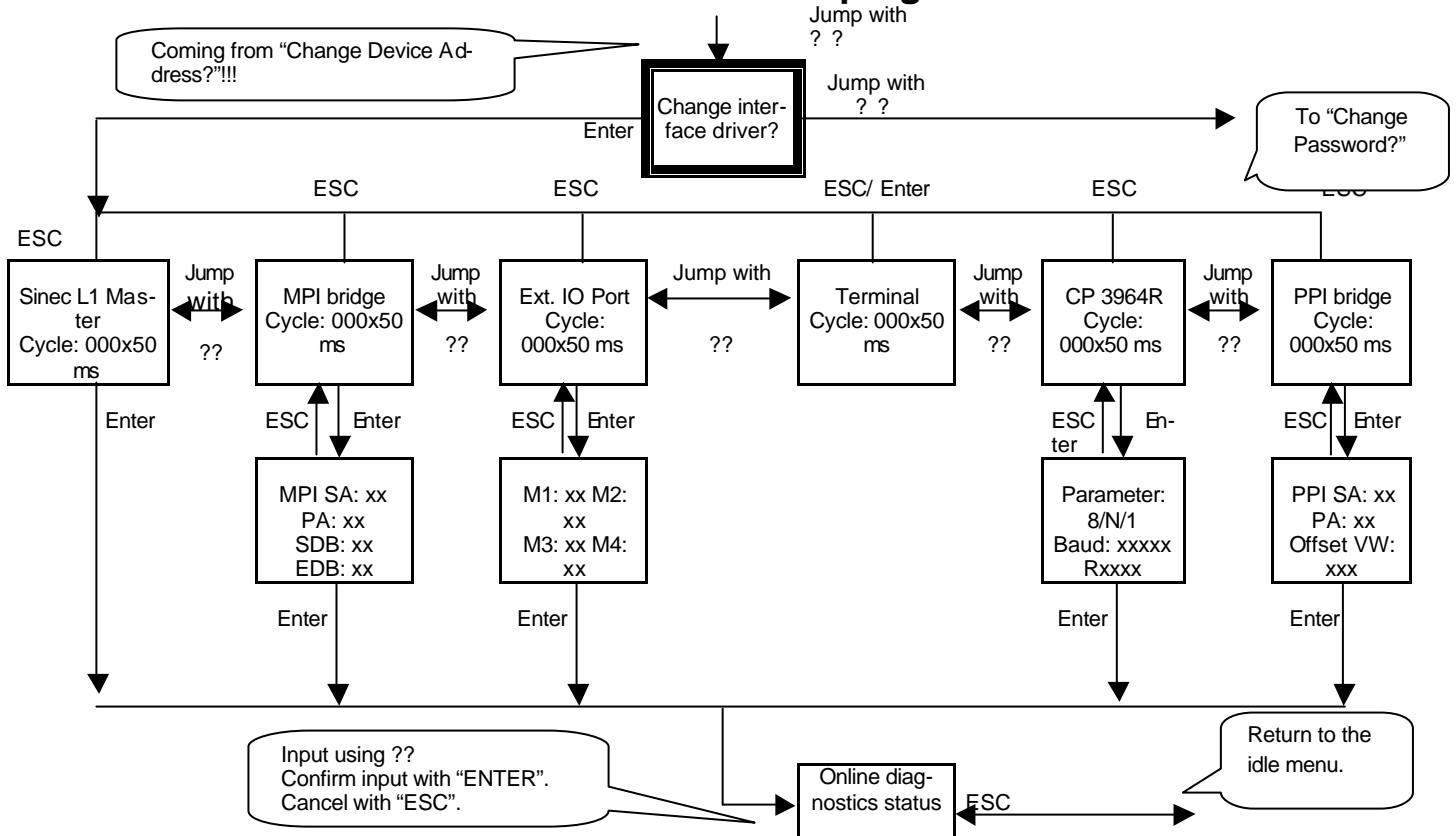 Jump with
? ?
Coming from “Change Device Ad-
dress?”!!!
Change inter-
face driver?
Jump with
? ?
Enter
To “Change
Password?”
ESC
ESC
ESC/ Enter
ESC
ESC
Sinec L1 Mas-
ter
Cycle: 000x50
ms
Jump
with
??
MPI bridge
Cycle: 000x50
ms
Jump
with
??
Ext. IO Port
Cycle:
000x50 ms
Jump with
??
Terminal
Cycle: 000x50
ms
Jump
with
??
CP 3964R
Cycle:
000x50 ms
Jump
with
??
PPI bridge
Cycle:
000x50 ms
Enter
ESC
Enter
ESC
Enter
ESC
En-
ter
ESC
Enter
MPI SA: xx
PA: xx
SDB: xx
EDB: xx
M1: xx M2:
xx
M3: xx M4:
xx
Parameter:
8/N/1
Baud: xxxxx
Rxxxx
PPI SA: xx
PA: xx
Offset VW:
xxx
Enter
Enter
Enter
Enter
Input using ??
Confirm input with “ENTER”.
Cancel with “ESC”.
Online diag-
nostics status
ESC
Return to the
idle menu.